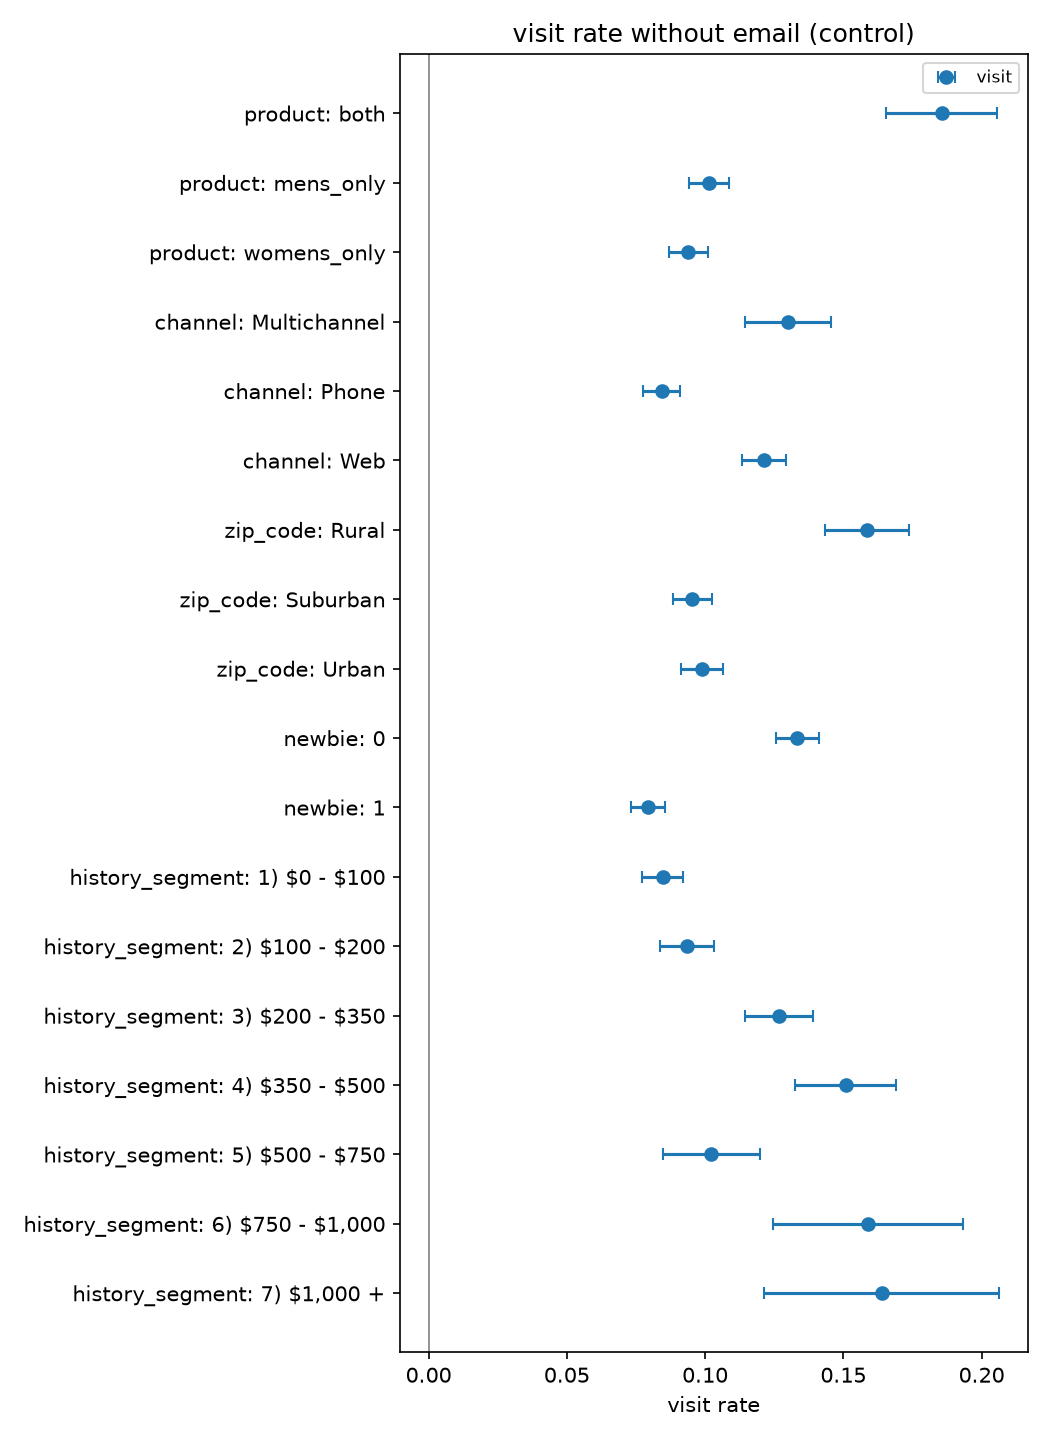 visit rate without email (control)
visit
product: both
product: mens_only
product: womens_only
channel: Multichannel
channel: Phone
channel: Web
zip_code: Rural
zip_code: Suburban
zip_code: Urban
newbie: 0
newbie: 1
history_segment: 1) $0 - $100
history_segment: 2) $100 - $200
history_segment: 3) $200 - $350
history_segment: 4) $350 - $500
history_segment: 5) $500 - $750
history_segment: 6) $750 - $1,000
history_segment: 7) $1,000 +
0.00 0.05 0.10 0.15 0.20
visit rate